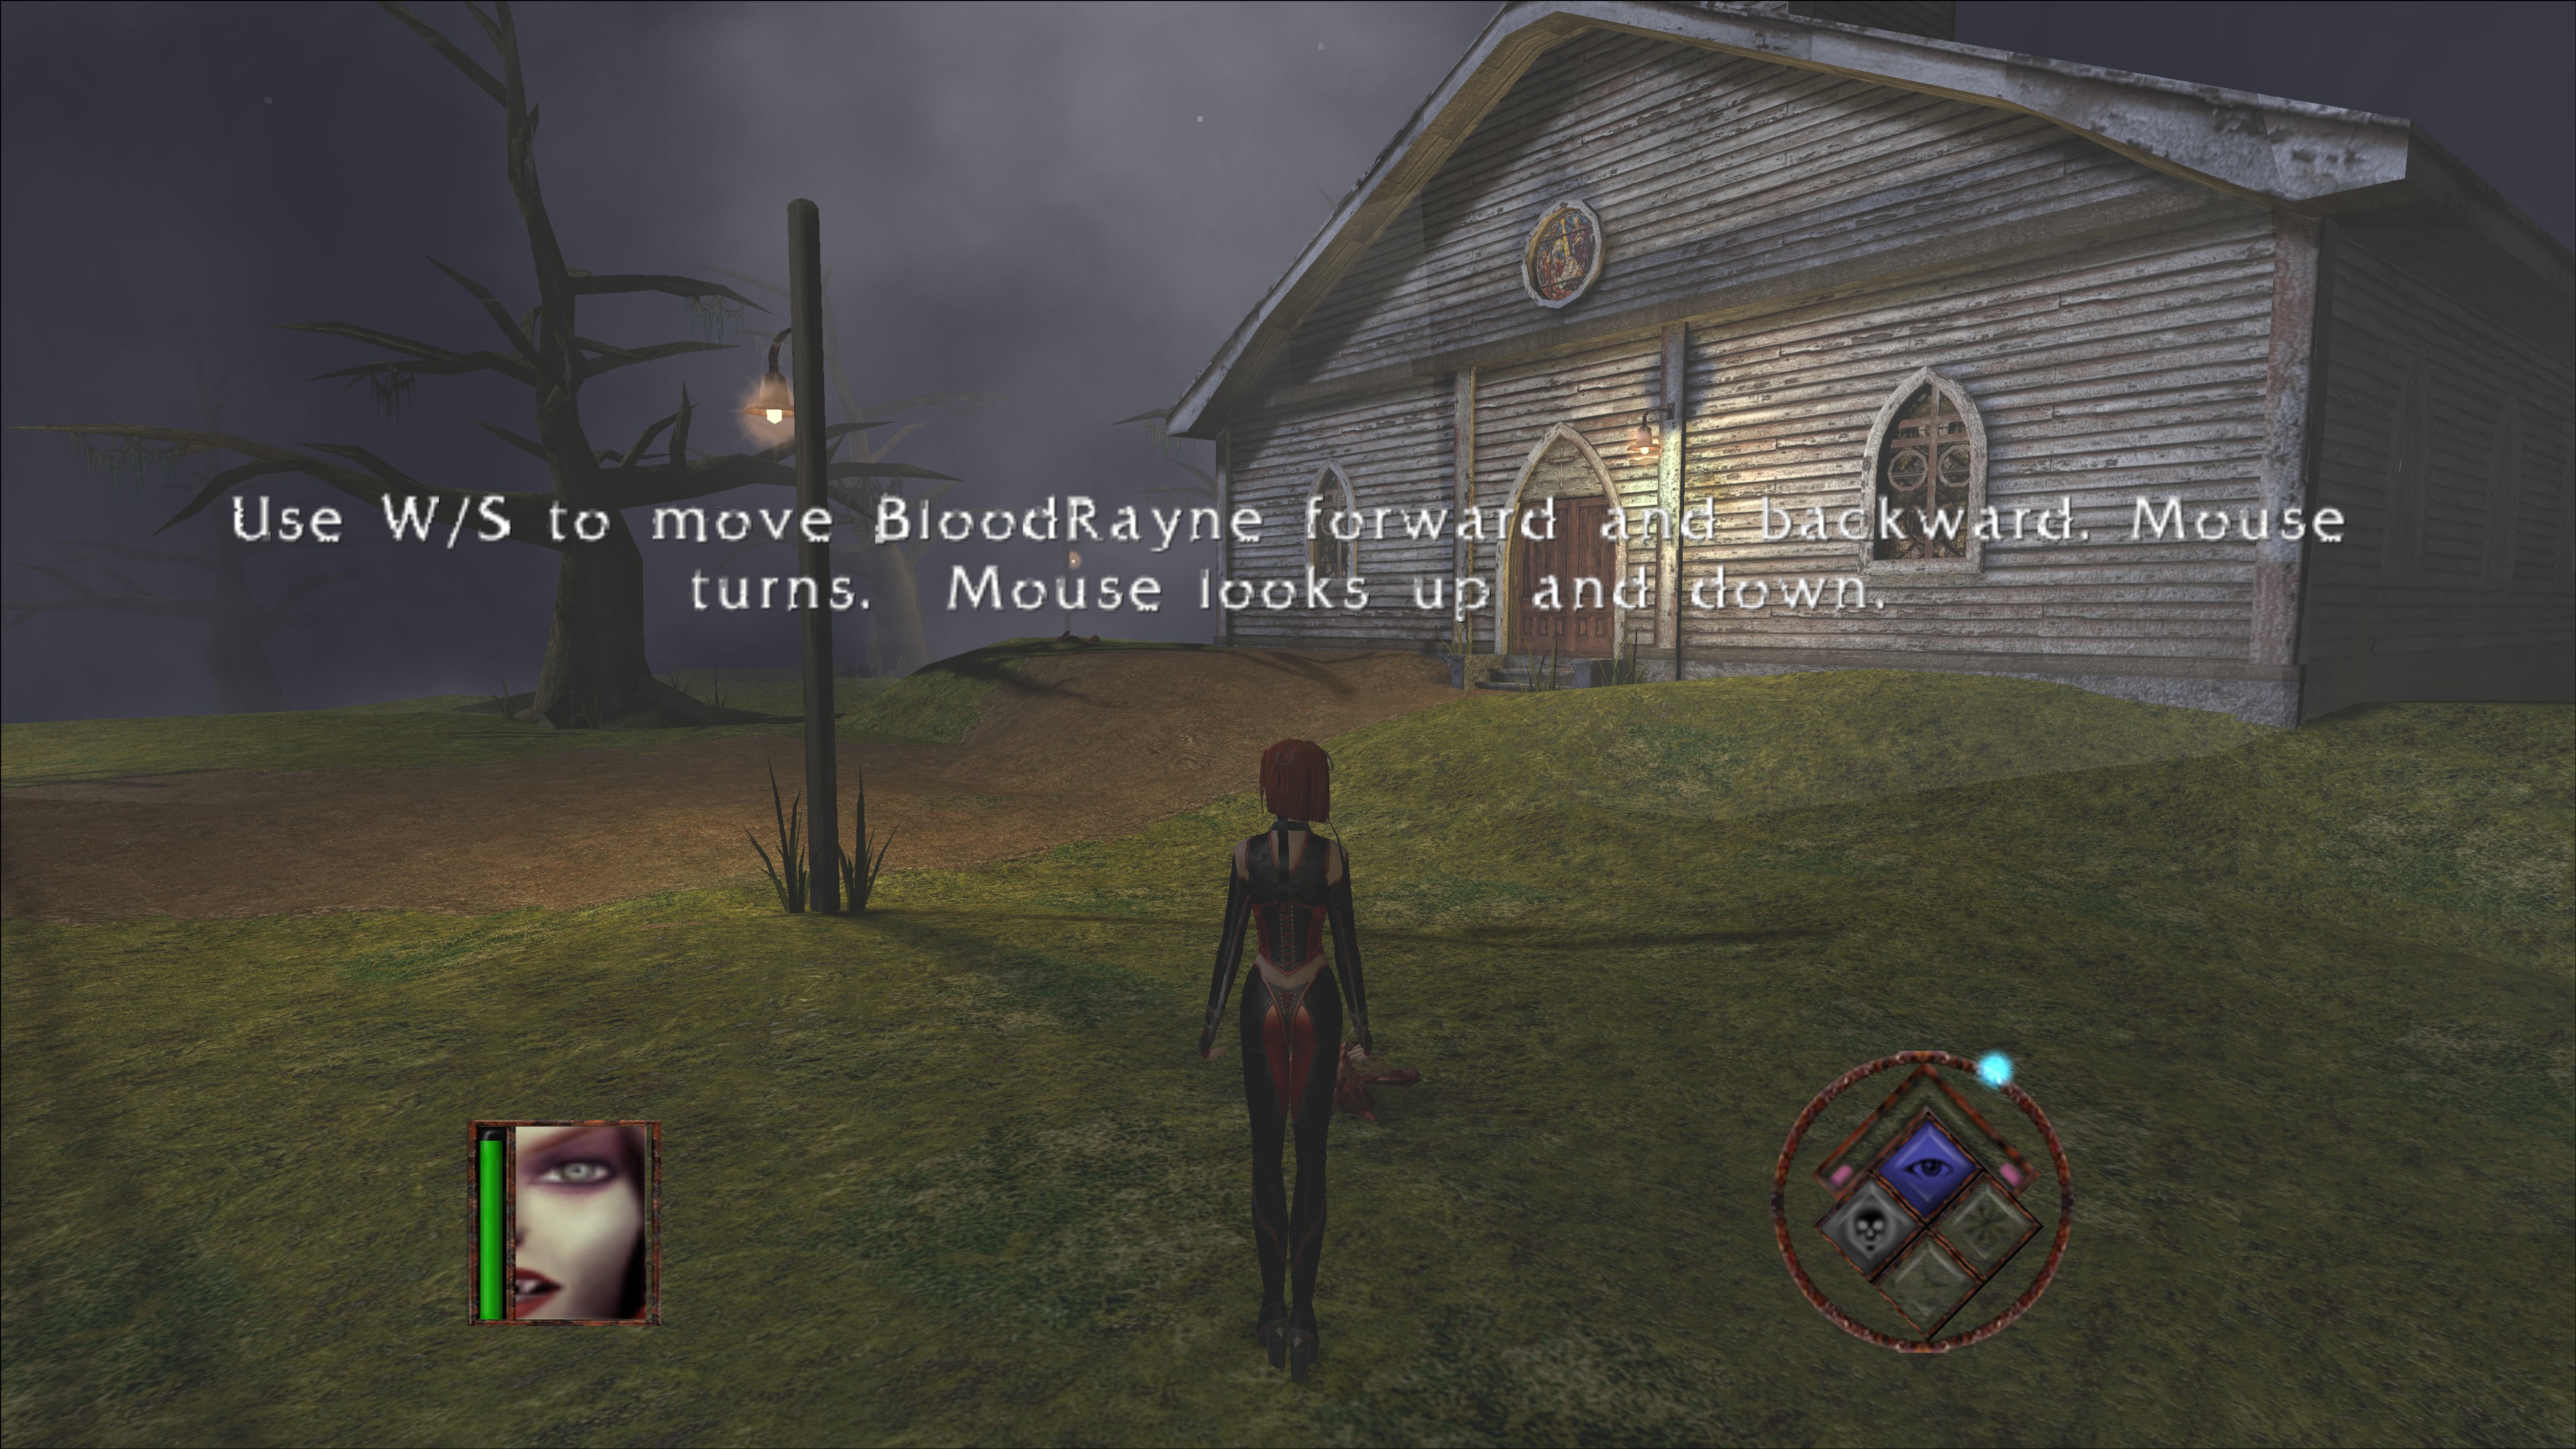 Use W/S to move BloodRayne forward and backward. Mouse
turns. Mouse looks up and down.